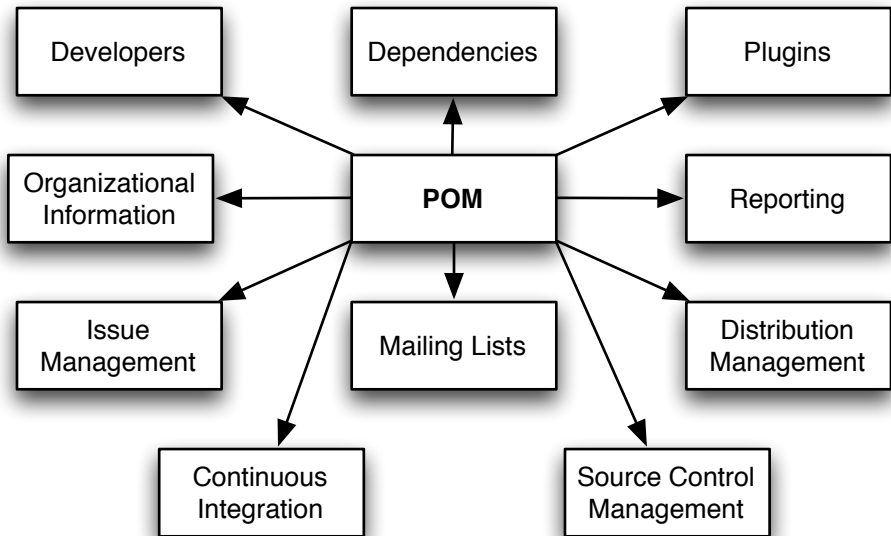 Developers
Dependencies
Plugins
Organizational
Information
POM
Reporting
Issue
Management
Mailing Lists
Distribution
Management
Continuous
Integration
Source Control
Management